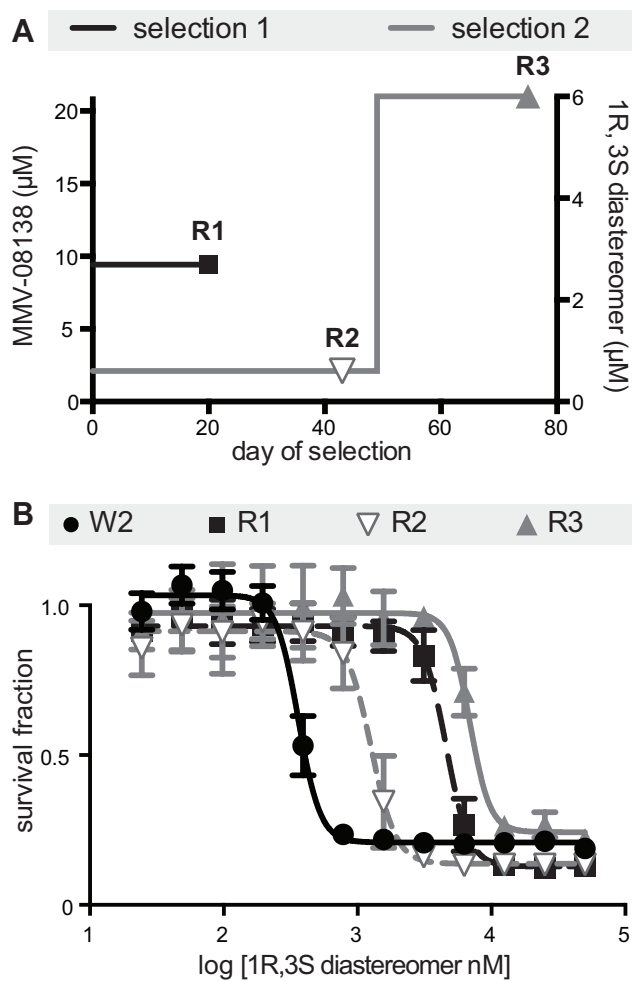 A
selection 1 selection 2
R3
20
15
10
5
0
MMV-08138 (µM)
R1
R2
6
4
2
0
1R, 3S diastereomer
(µM)
0 20 40 60 80
day of selection
B
W2 R1 R2 R3
1.0
0.5
0
survival fraction
1 2 3 4 5
log [1R,3S diastereomer nM]